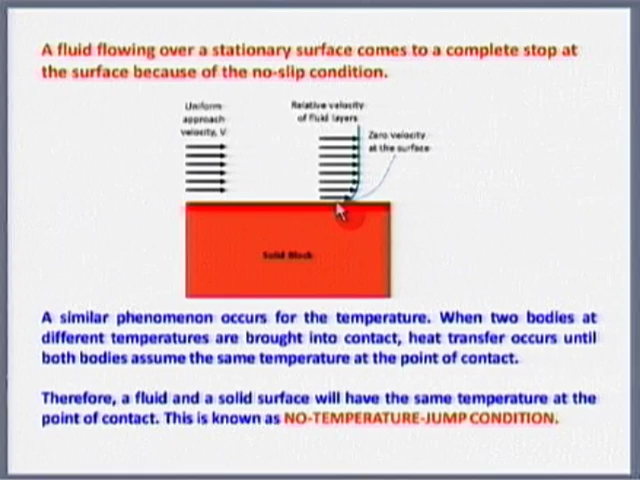 A fluid flowing over a stationary surface comes to a complete stop at
the surface because of the no-slip condition.
Uniform
approach
velocity, V
Relative velocity
of fluid layers
Zero velocity
at the surface
Solid Block
A similar phenomenon occurs for the temperature. When two bodies at
different temperatures are brought into contact, heat transfer occurs until
both bodies assume the same temperature at the point of contact.
Therefore, a fluid and a solid surface will have the same temperature at the
point of contact. This is known as NO-TEMPERATURE-JUMP CONDITION.